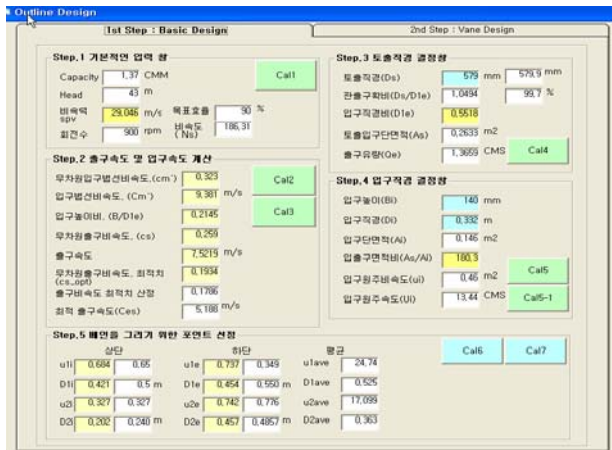 Outline Design
1st Step : Basic Design
2nd Step : Vane Design
Step.1 기본적인 입력 창
Capacity 1,37 CMM Cal1
Head 43 m
비속력 spv 29,046 m/s 목표효율 90 %
회전수 900 rpm 비속도 (Ns) 186,31
Step.2 출구속도 및 입구속도 계산
무차원입구법선비속도,(cm') 0,323 Cal2
입구법선비속도, (Cm') 9,381 m/s
입구높이비, (B/D1e) 0,2145 Cal3
무차원출구비속도, (cs) 0,259
출구속도 7,5219 m/s
무차원출구비속도, 최적치 (cs_opt) 0,1934
출구비속도 최적치 산정 0,1786
최적 출구속도(Ces) 5,188 m/s
Step.3 토출직경 결정창
토출직경(Ds) 579 mm 579,9 mm
잔출구확비(Ds/D1e) 1,0494 99,7 %
입구직경비(D1e) 0,5518
토출입구단면적(As) 0,2633 m2
출구유량(Qe) 1,3659 CMS Cal4
Step.4 입구직경 결정창
입구높이(Bi) 140 mm
입구직경(Di) 0,332 m
입구단면적(Ai) 0,146 m2
입출구면적비(As/Ai) 180,3
입구원주비속도(ui) 0,46 m2 Cal5
입구원주속도(Ui) 13,44 CMS Cal5-1
Step.5 베인을 그리기 위한 포인트 선정
상단 하단 평균 Cal6 Cal7
u1i 0,684 0,65 u1e 0,737 0,349 u1ave 24,74
D1i 0,421 0,5 m D1e 0,454 0,550 m D1ave 0,525
u2i 0,327 0,327 u2e 0,742 0,776 u2ave 17,099
D2i 0,202 0,240 m D2e 0,457 0,4857 m D2ave 0,363